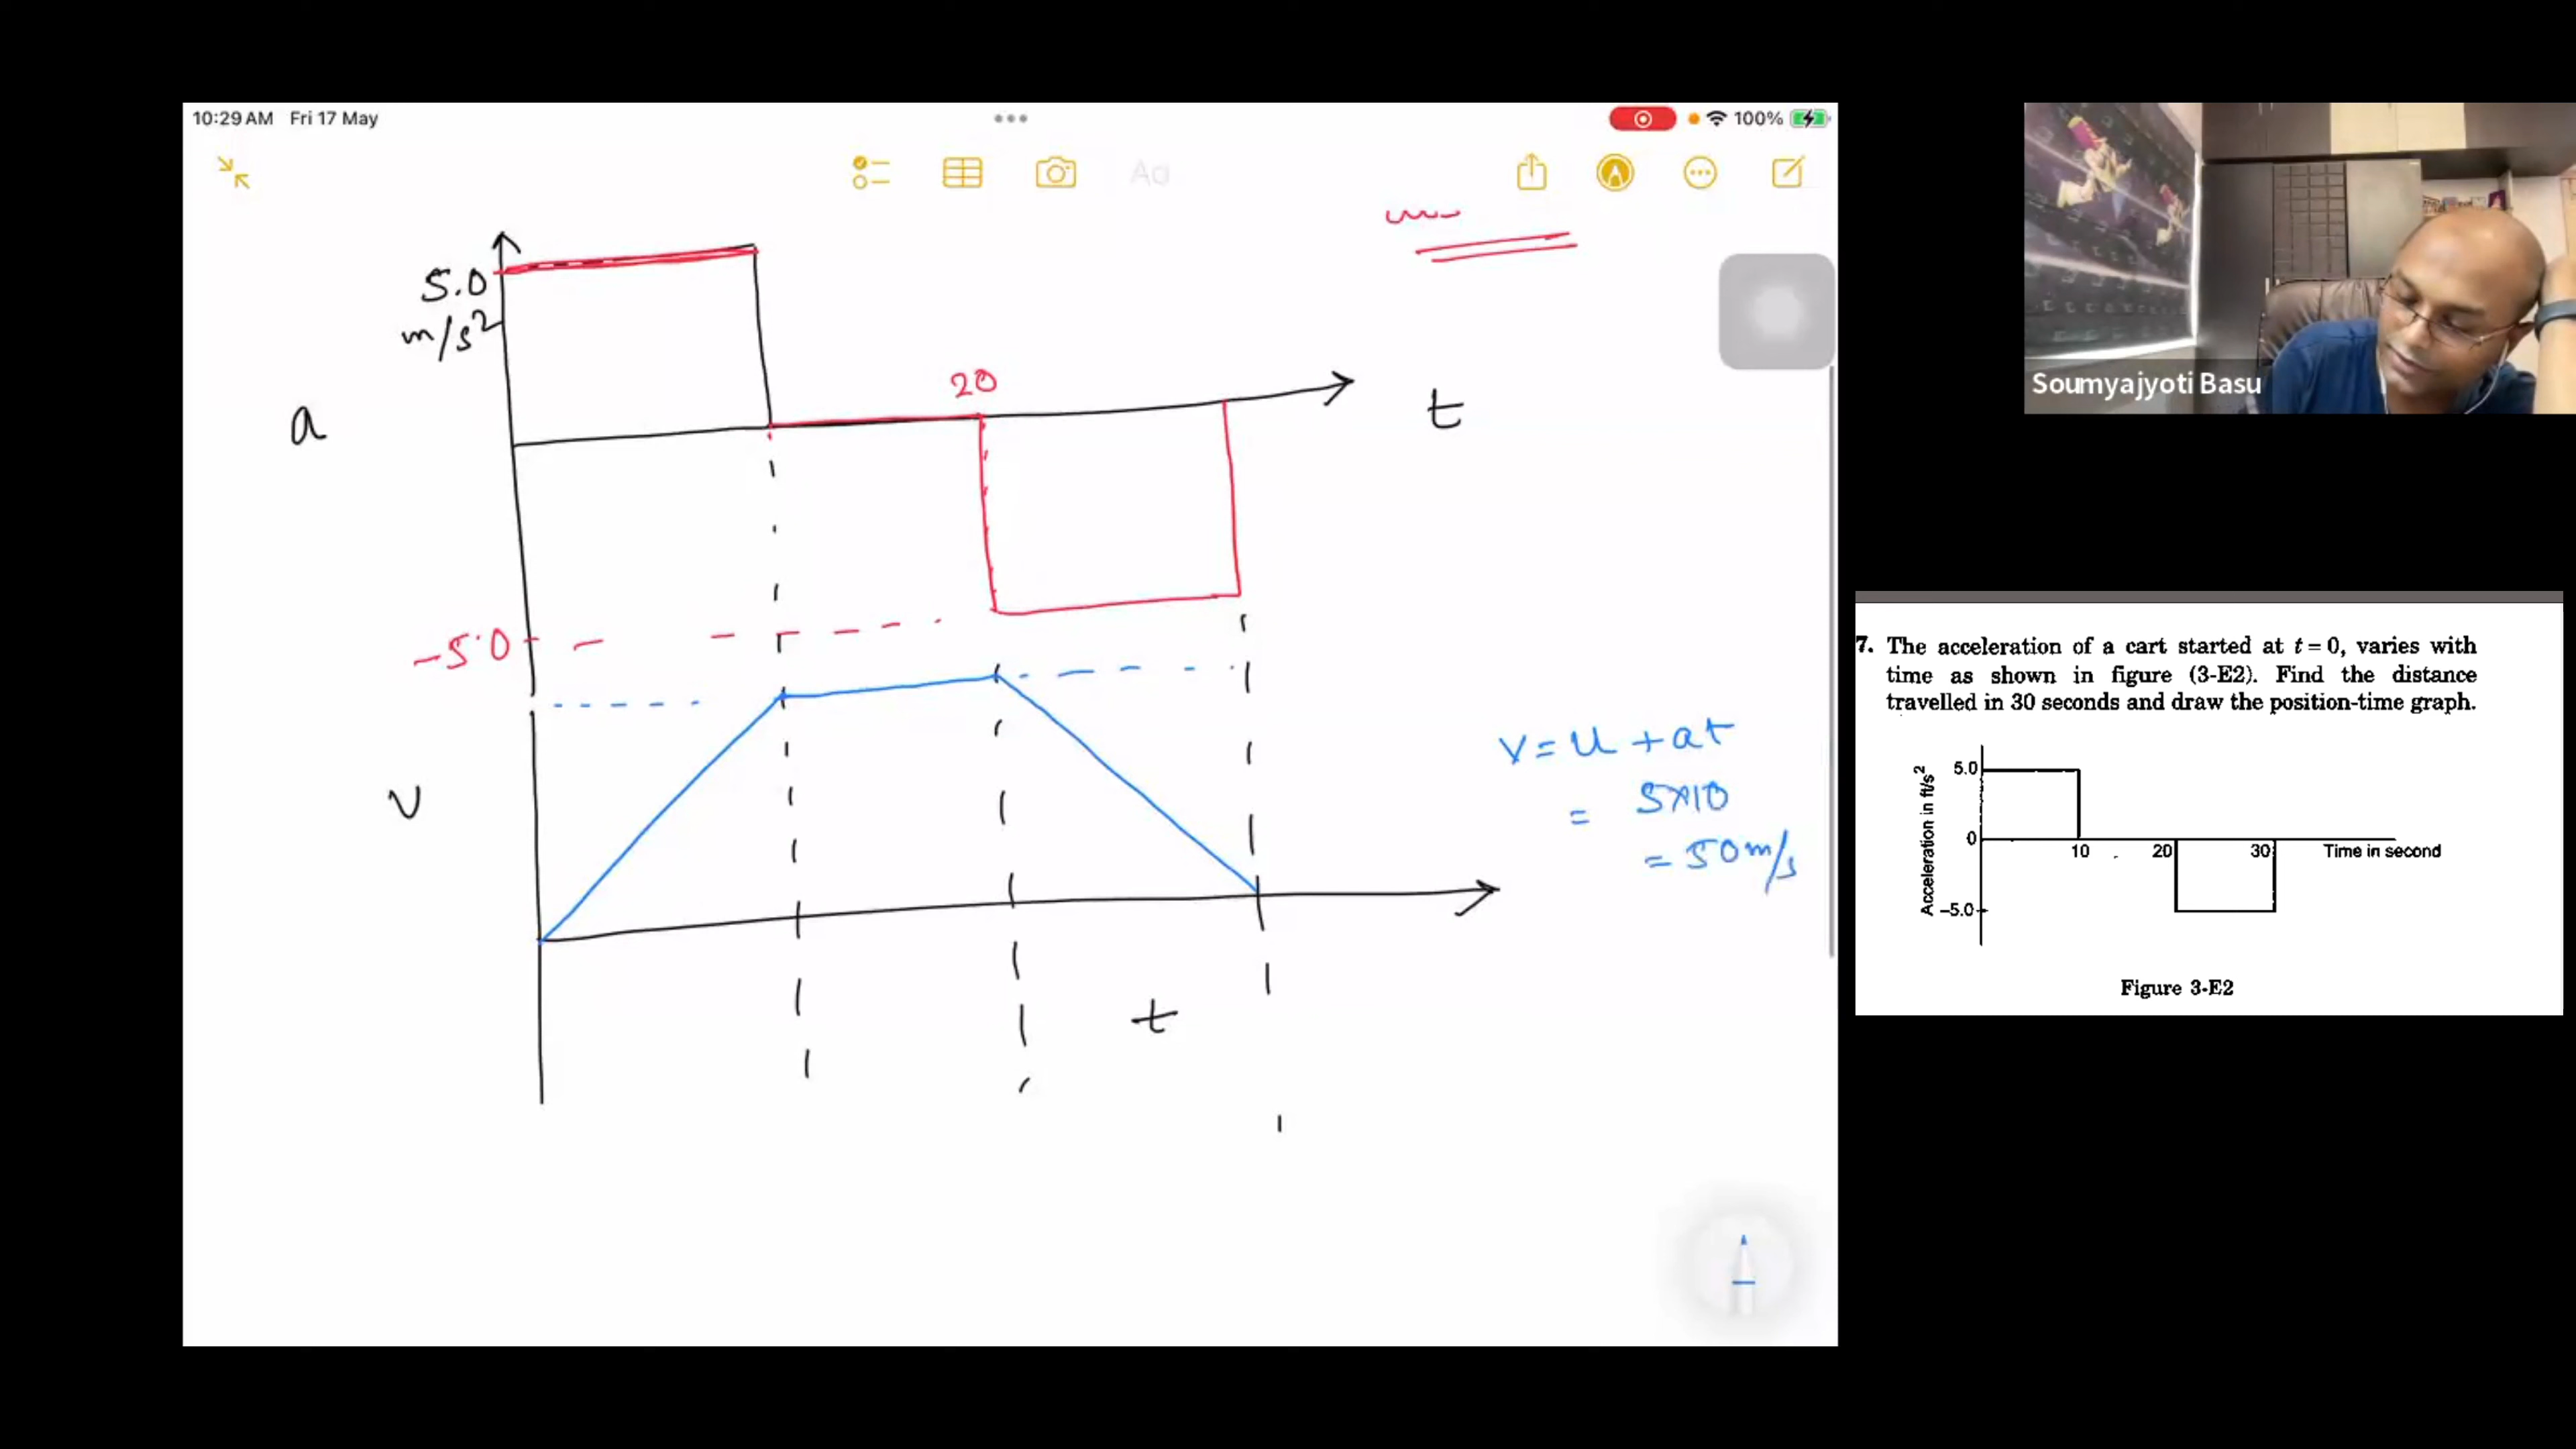 10:29 AM Fri 17 May
100%
5.0
m/s²
20
a
t
-5.0
v
v = u + at
= 5×10
= 50 m/s
t
Soumyajyoti Basu
7. The acceleration of a cart started at t = 0, varies with
time as shown in figure (3-E2). Find the distance
travelled in 30 seconds and draw the position-time graph.
Acceleration in ft/s²
5.0
0
10
20
30
Time in second
–5.0
Figure 3-E2